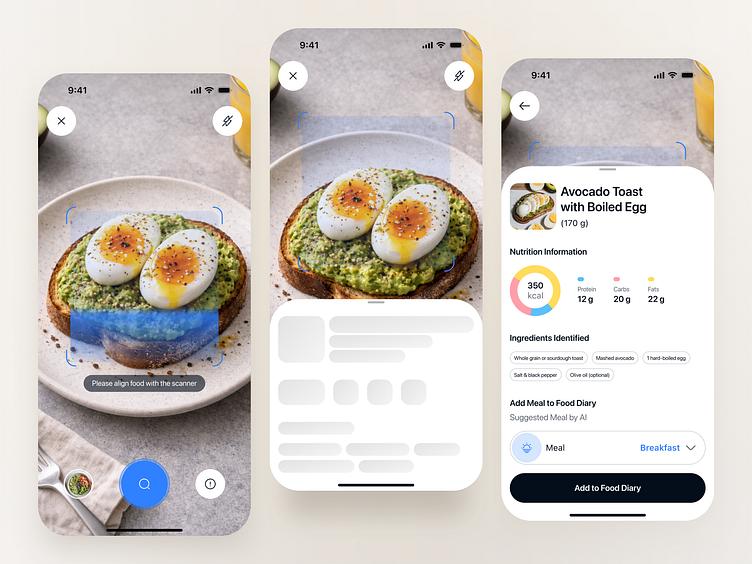 9:41
Please align food with the scanner
9:41
9:41
Avocado Toast
with Boiled Egg
(170 g)
Nutrition Information
350
kcal
Protein
12 g
Carbs
20 g
Fats
22 g
Ingredients Identified
Whole grain or sourdough toast
Mashed avocado
1 hard-boiled egg
Salt & black pepper
Olive oil (optional)
Add Meal to Food Diary
Suggested Meal by AI
Meal
Breakfast
Add to Food Diary